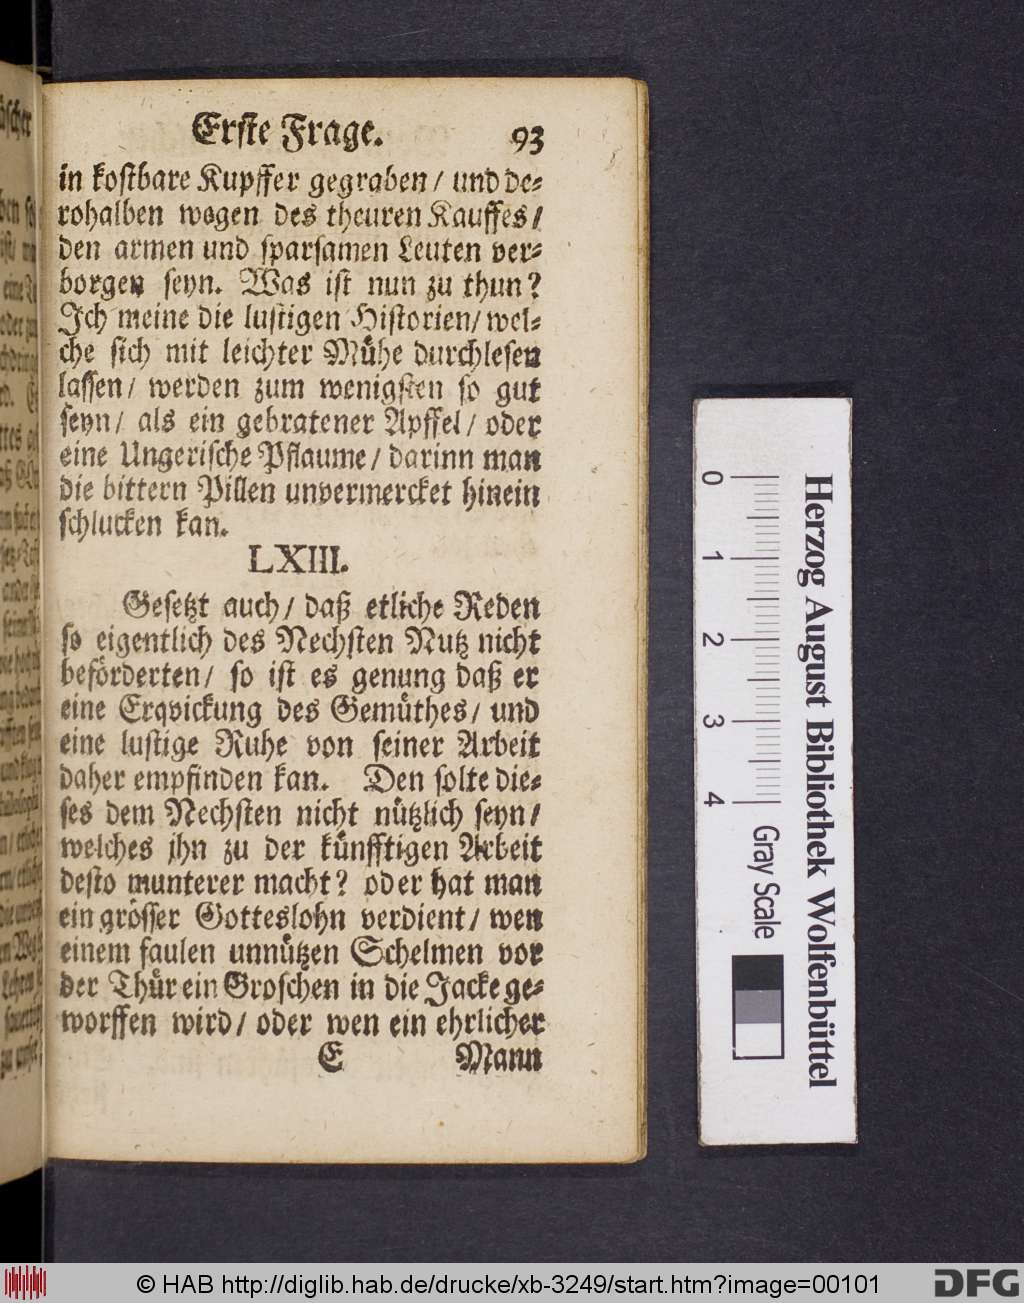 Erste Frage. 93
in kostbare Kupffer gegraben / und de-
rohalben wegen des theuren Kauffes /
den armen und sparsamen Leuten ver-
borgen seyn. Was ist nun zu thun?
Ich meine die lustigen Historien / wel-
che sich mit leichter Mühe durchlesen
lassen / werden zum wenigsten so gut
seyn / als ein gebratener Apffel / oder
eine Ungerische Pflaume / darinn man
die bittern Pillen unvermercket hinein
schlucken kan.
LXIII.
Gesetzt auch / daß etliche Reden
so eigentlich des Nechsten Nutz nicht
beförderten / so ist es genung daß er
eine Erqvickung des Gemüthes / und
eine lustige Ruhe von seiner Arbeit
daher empfinden kan. Den solte die-
ses dem Nechsten nicht nützlich seyn /
welches jhn zu der künfftigen Arbeit
desto munterer macht? oder hat man
ein grösser Gotteslohn verdient / wen
einem faulen unnützen Schelmen vor
der Thür ein Groschen in die Jacke ge-
worffen wird / oder wen ein ehrlicher
E Mann
0 1 2 3 4
Gray Scale
Herzog August Bibliothek Wolfenbüttel
© HAB http://diglib.hab.de/drucke/xb-3249/start.htm?image=00101
DFG